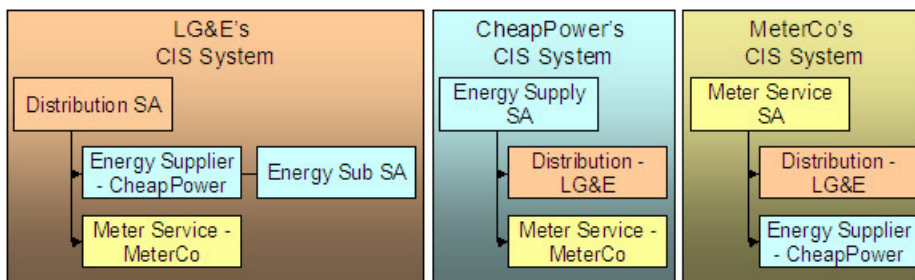 LG&E's
CIS System
Distribution SA
Energy Supplier
- CheapPower
Energy Sub SA
Meter Service -
MeterCo
CheapPower's
CIS System
Energy Supply
SA
Distribution -
LG&E
Meter Service -
MeterCo
MeterCo's
CIS System
Meter Service
SA
Distribution -
LG&E
Energy Supplier
- CheapPower